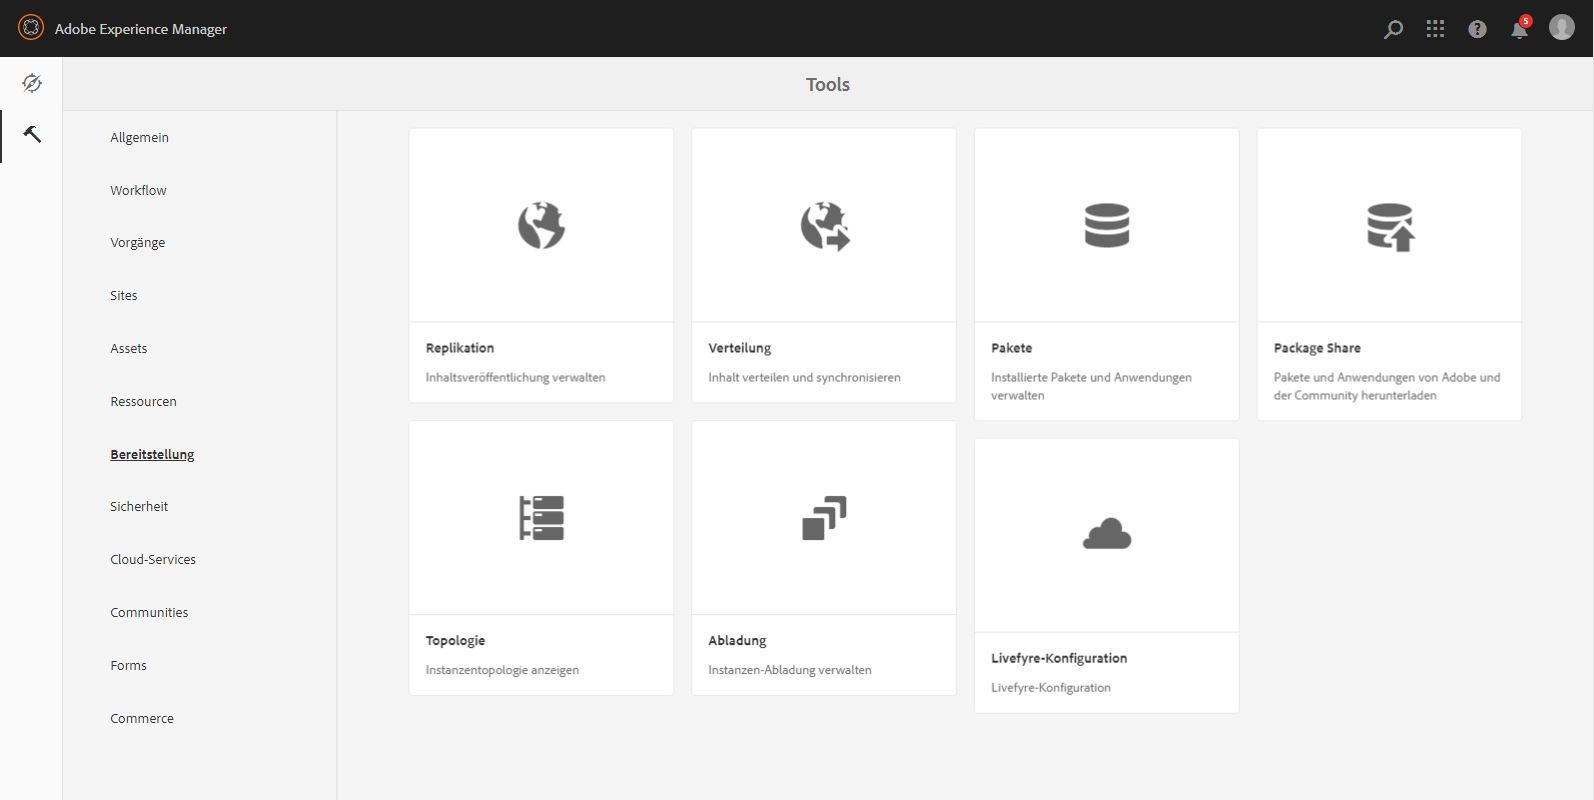 Adobe Experience Manager
5
Tools
Allgemein
Workflow
Vorgänge
Sites
Assets
Ressourcen
Bereitstellung
Sicherheit
Cloud-Services
Communities
Forms
Commerce
Replikation
Inhaltsveröffentlichung verwalten
Verteilung
Inhalt verteilen und synchronisieren
Pakete
Installierte Pakete und Anwendungen
verwalten
Package Share
Pakete und Anwendungen von Adobe und
der Community herunterladen
Topologie
Instanzentopologie anzeigen
Abladung
Instanzen-Abladung verwalten
Livefyre-Konfiguration
Livefyre-Konfiguration